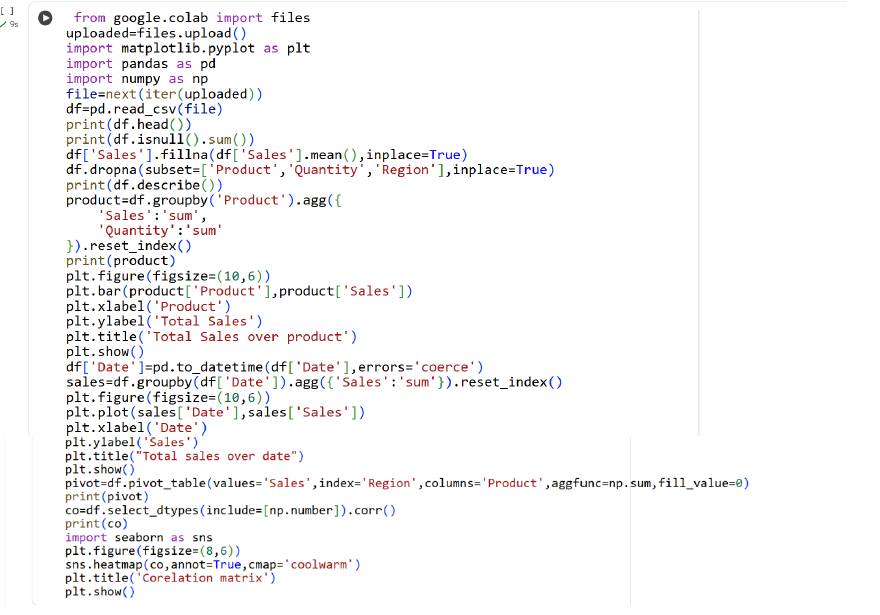 [ ]
9s
from google.colab import files
uploaded=files.upload()
import matplotlib.pyplot as plt
import pandas as pd
import numpy as np
file=next(iter(uploaded))
df=pd.read_csv(file)
print(df.head())
print(df.isnull().sum())
df['Sales'].fillna(df['Sales'].mean(),inplace=True)
df.dropna(subset=['Product','Quantity','Region'],inplace=True)
print(df.describe())
product=df.groupby('Product').agg({
    'Sales':'sum',
    'Quantity':'sum'
}).reset_index()
print(product)
plt.figure(figsize=(10,6))
plt.bar(product['Product'],product['Sales'])
plt.xlabel('Product')
plt.ylabel('Total Sales')
plt.title('Total Sales over product')
plt.show()
df['Date']=pd.to_datetime(df['Date'],errors='coerce')
sales=df.groupby(df['Date']).agg({'Sales':'sum'}).reset_index()
plt.figure(figsize=(10,6))
plt.plot(sales['Date'],sales['Sales'])
plt.xlabel('Date')
plt.ylabel('Sales')
plt.title("Total sales over date")
plt.show()
pivot=df.pivot_table(values='Sales',index='Region',columns='Product',aggfunc=np.sum,fill_value=0)
print(pivot)
co=df.select_dtypes(include=[np.number]).corr()
print(co)
import seaborn as sns
plt.figure(figsize=(8,6))
sns.heatmap(co,annot=True,cmap='coolwarm')
plt.title('Corelation matrix')
plt.show()